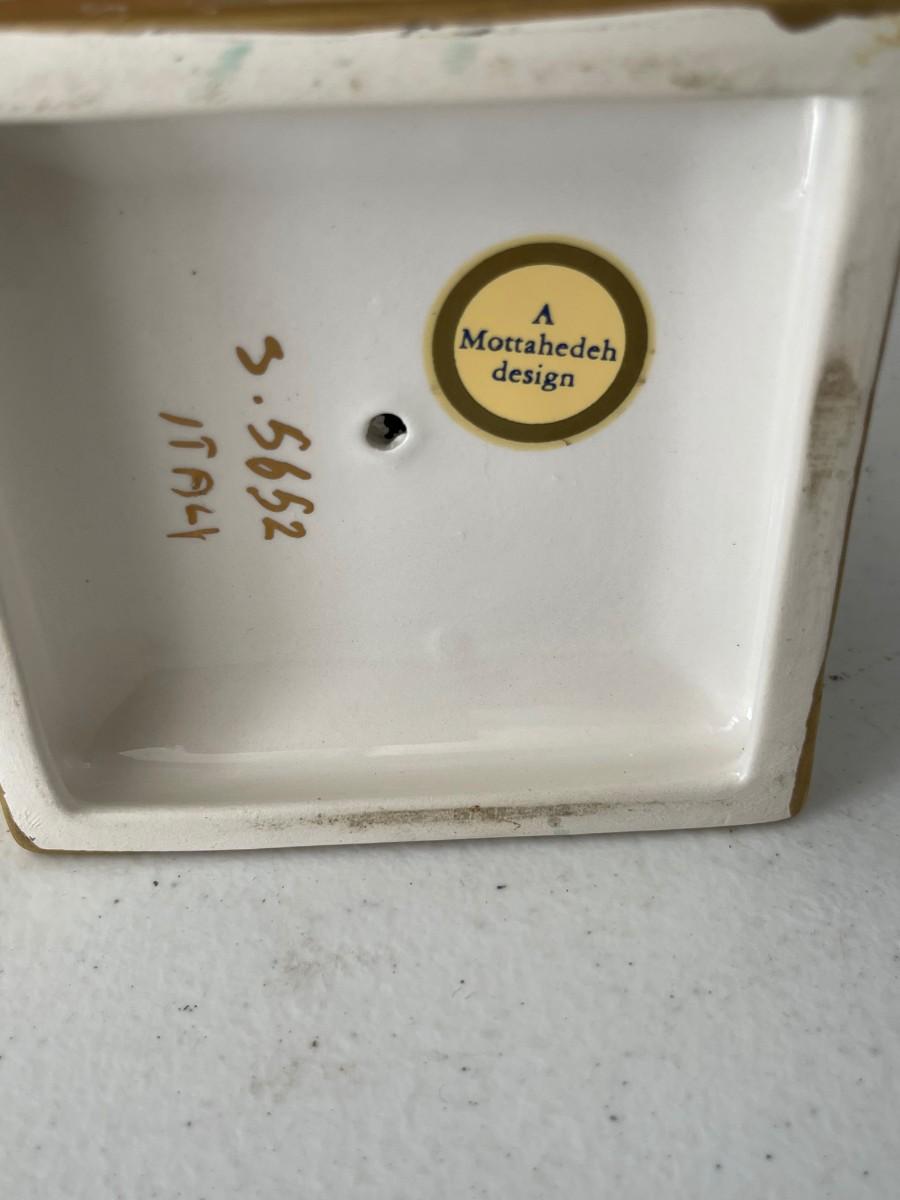 A
Mottahedeh
design
S.5652
ITALY